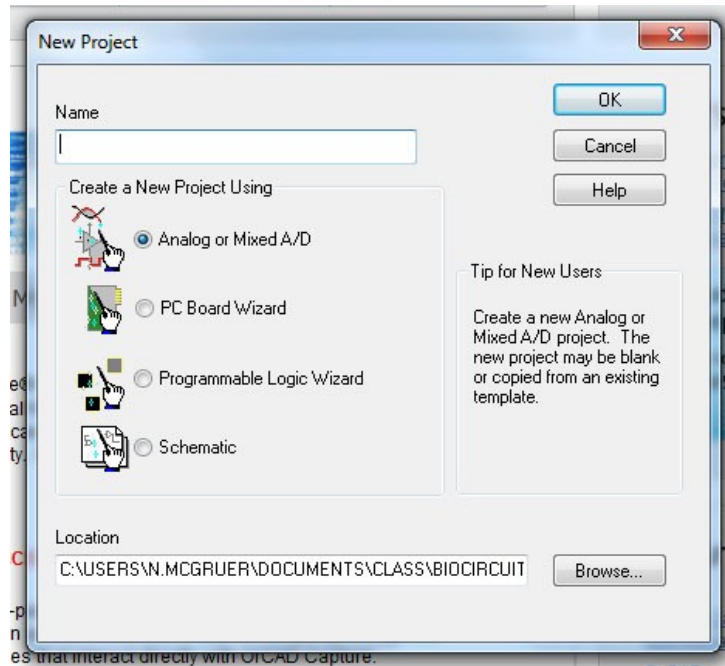 New Project
Name
OK
Cancel
Help
Create a New Project Using
Analog or Mixed A/D
PC Board Wizard
Programmable Logic Wizard
Schematic
Tip for New Users
Create a new Analog or
Mixed A/D project. The
new project may be blank
or copied from an existing
template.
Location
C:\USERS\N.MCGRUER\DOCUMENTS\CLASS\BIOCIRCUIT
Browse...
es that interact directly with OrCAD Capture.